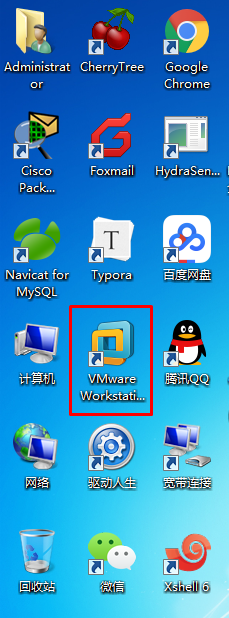 Administrat
or
CherryTree
Google
Chrome
Cisco
Pack...
Foxmail
HydraSen...
Navicat for
MySQL
T
Typora
百度网盘
计算机
VMware
Workstati...
腾讯QQ
网络
驱动人生
宽带连接
回收站
微信
Xshell 6